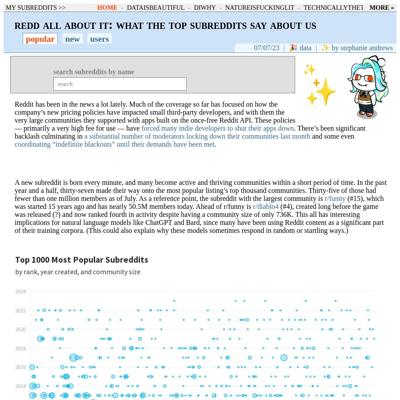 MY SUBREDDITS >> HOME - DATAISBEAUTIFUL - DIWHY - NATUREISFUCKINGLIT - TECHNICALLYTHET MORE »
REDD ALL ABOUT IT: WHAT THE TOP SUBREDDITS SAY ABOUT US
popular new users
07/07/23 | data | by stephanie andrews
search subreddits by name
search
Reddit has been in the news a lot lately. Much of the coverage so far has focused on how the
company's new pricing policies have impacted small third-party developers, and with them the
very large communities they supported with apps built on the once-free Reddit API. These policies
— primarily a very high fee for use — have forced many indie developers to shut their apps down. There's been significant
backlash culminating in a substantial number of moderators locking down their communities last month and some even
coordinating "indefinite blackouts" until their demands have been met.
A new subreddit is born every minute, and many become active and thriving communities within a short period of time. In the past
year and a half, thirty-seven made their way onto the most popular listing's top thousand communities. Thirty-five of those had
fewer than one million members as of July. As a reference point, the subreddit with the largest community is r/funny (#15), which
was started 15 years ago and has nearly 50.5M members today. Ahead of r/funny is r/diablo4 (#4), created long before the game
was released (?) and now ranked fourth in activity despite having a community size of only 736K. This all has interesting
implications for natural language models like ChatGPT and Bard, since many have been using Reddit content as a significant part
of their training corpora. (This could also explain why these models sometimes respond in random or startling ways.)
Top 1000 Most Popular Subreddits
by rank, year created, and community size
2024
2022
2020
2018
2016
2014